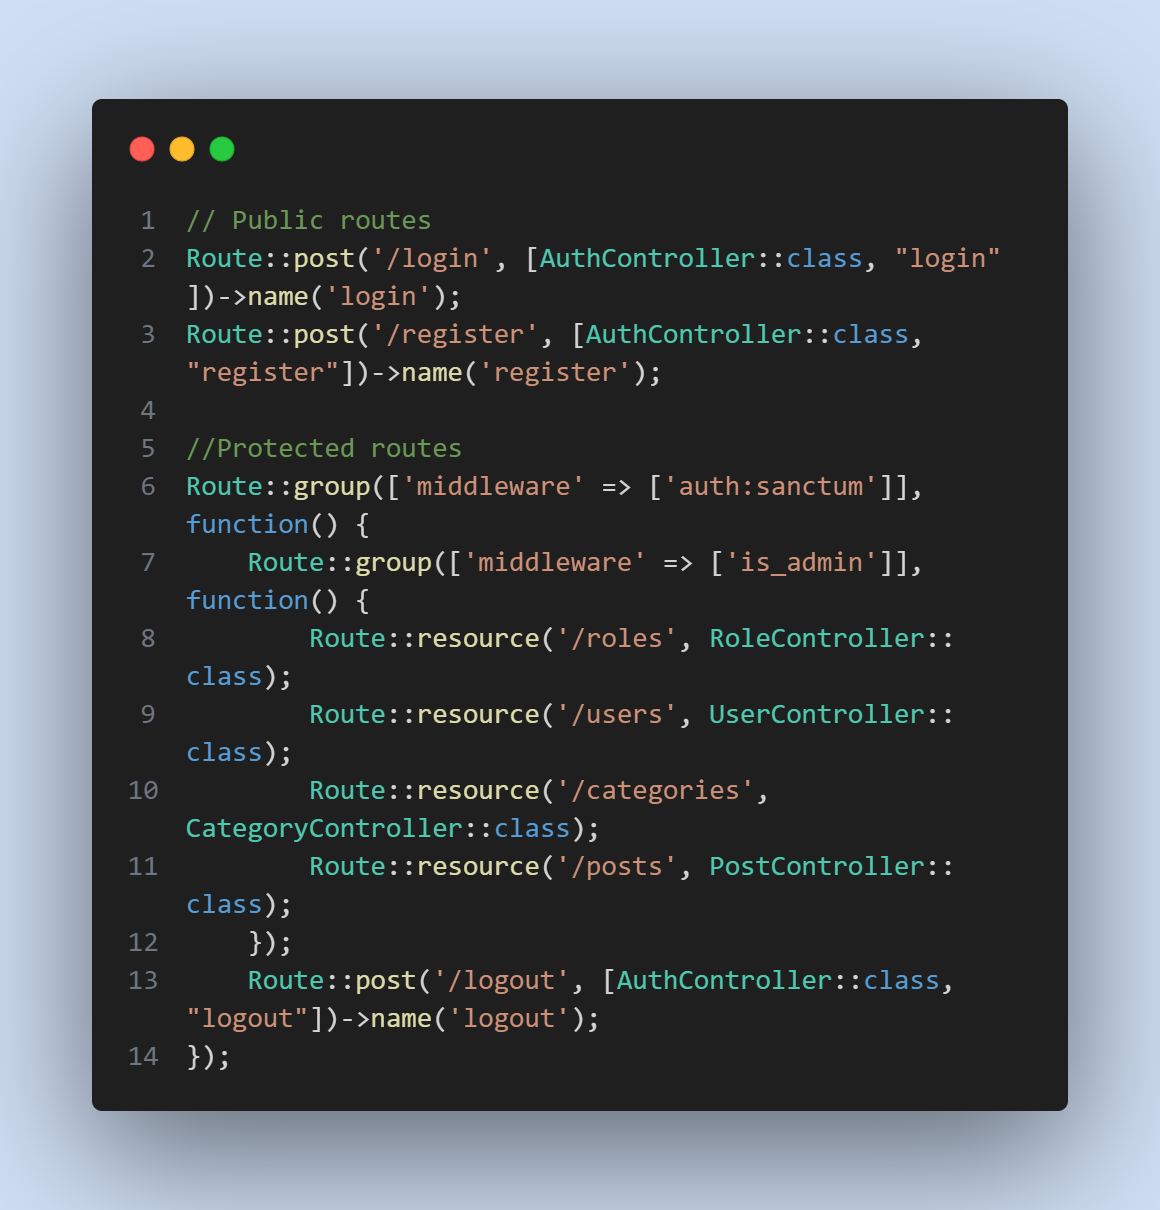 1 // Public routes
2 Route::post('/login', [AuthController::class, "login"
])->name('login');
3 Route::post('/register', [AuthController::class,
"register"])->name('register');
4
5 //Protected routes
6 Route::group(['middleware' => ['auth:sanctum']],
function() {
7     Route::group(['middleware' => ['is_admin']],
function() {
8         Route::resource('/roles', RoleController::
class);
9         Route::resource('/users', UserController::
class);
10         Route::resource('/categories',
CategoryController::class);
11         Route::resource('/posts', PostController::
class);
12     });
13     Route::post('/logout', [AuthController::class,
"logout"])->name('logout');
14 });